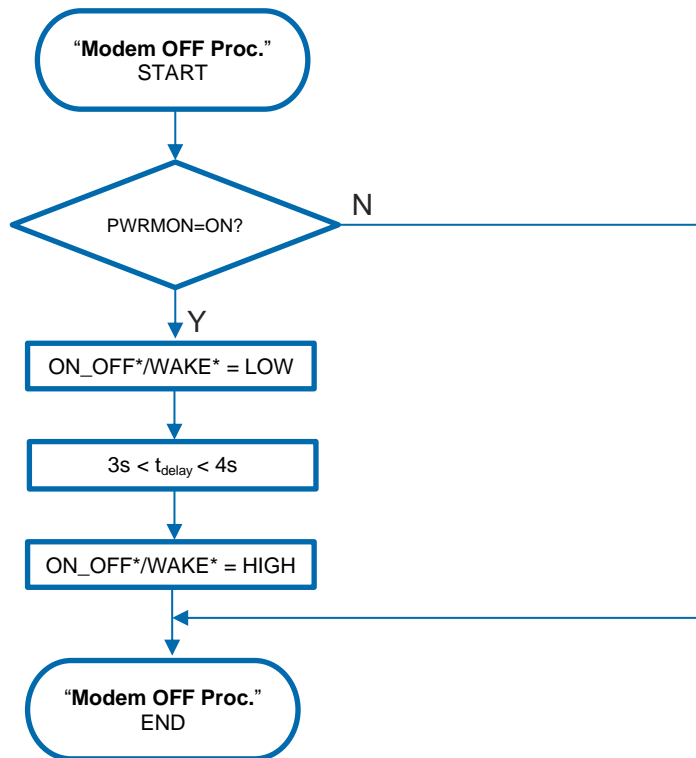 “Modem OFF Proc.”
START
PWRMON=ON?
N
Y
ON_OFF*/WAKE* = LOW
3s < tdelay < 4s
ON_OFF*/WAKE* = HIGH
“Modem OFF Proc.”
END